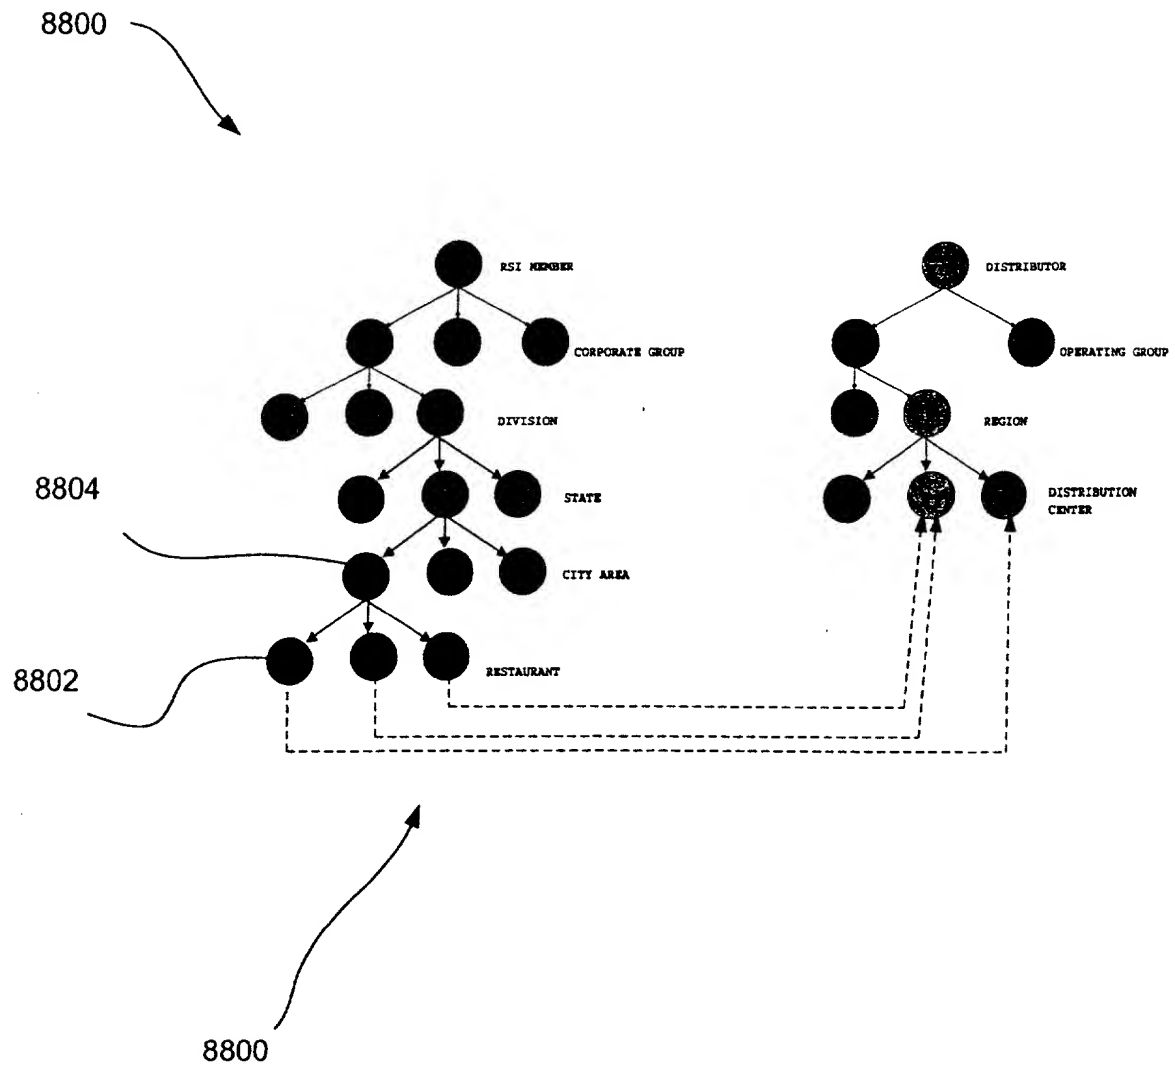 8800
RSI MEMBER
DISTRIBUTOR
CORPORATE GROUP
OPERATING GROUP
DIVISION
REGION
8804
STATE
DISTRIBUTION
CENTER
CITY AREA
8802
RESTAURANT
8800